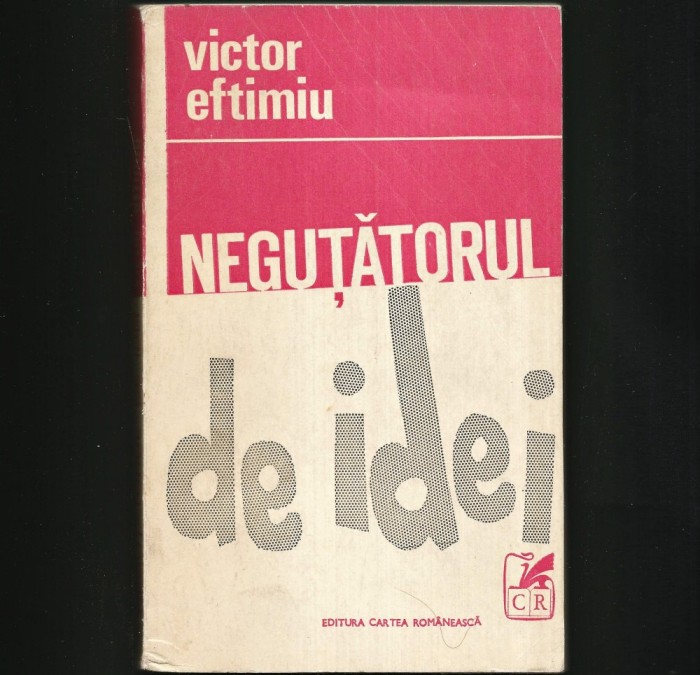 victor
eftimiu
NEGUȚĂTORUL
de idei
CR
EDITURA CARTEA ROMÂNEASCĂ